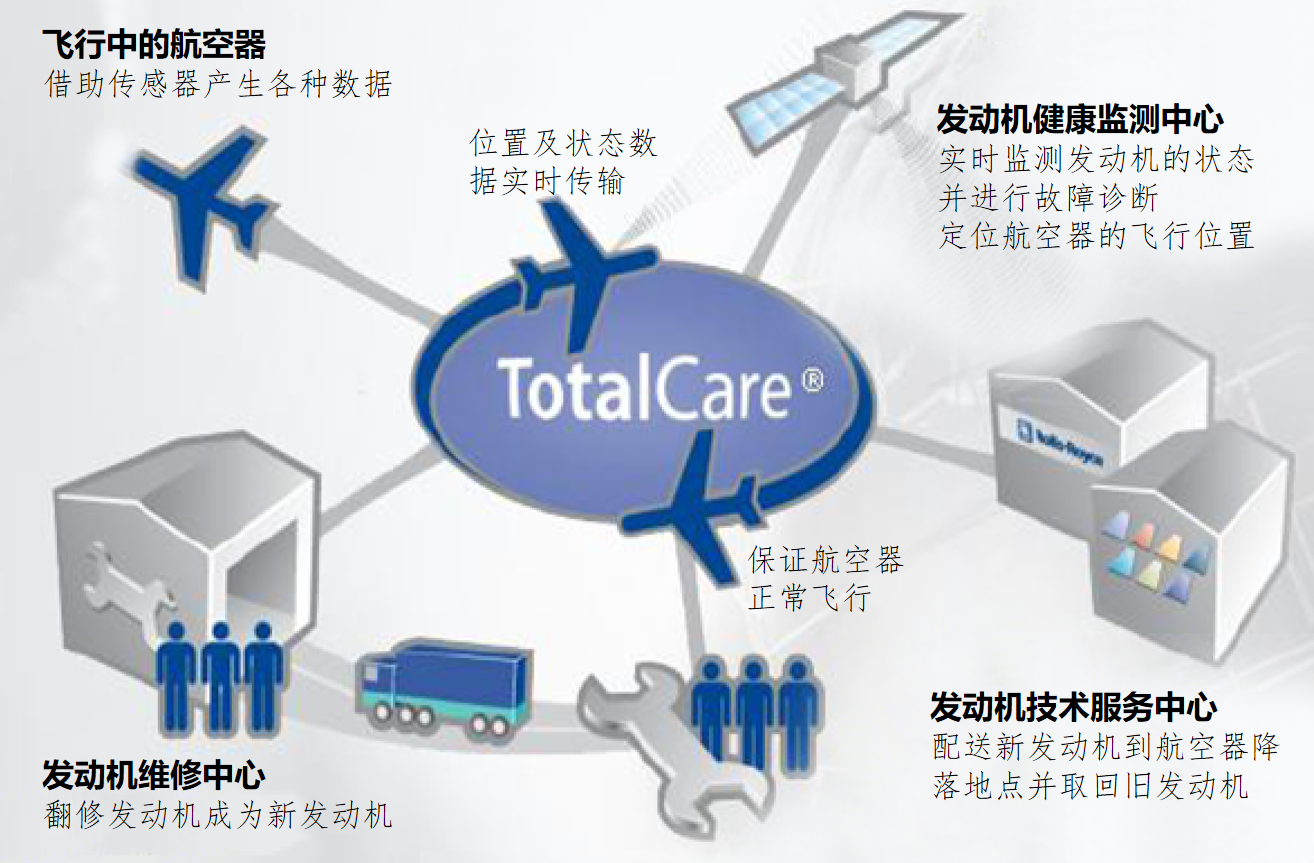 飞行中的航空器
借助传感器产生各种数据
位置及状态数
据实时传输
发动机健康监测中心
实时监测发动机的状态
并进行故障诊断
定位航空器的飞行位置
TotalCare®
Rolls-Royce
保证航空器
正常飞行
发动机技术服务中心
配送新发动机到航空器降
落地点并取回旧发动机
发动机维修中心
翻修发动机成为新发动机